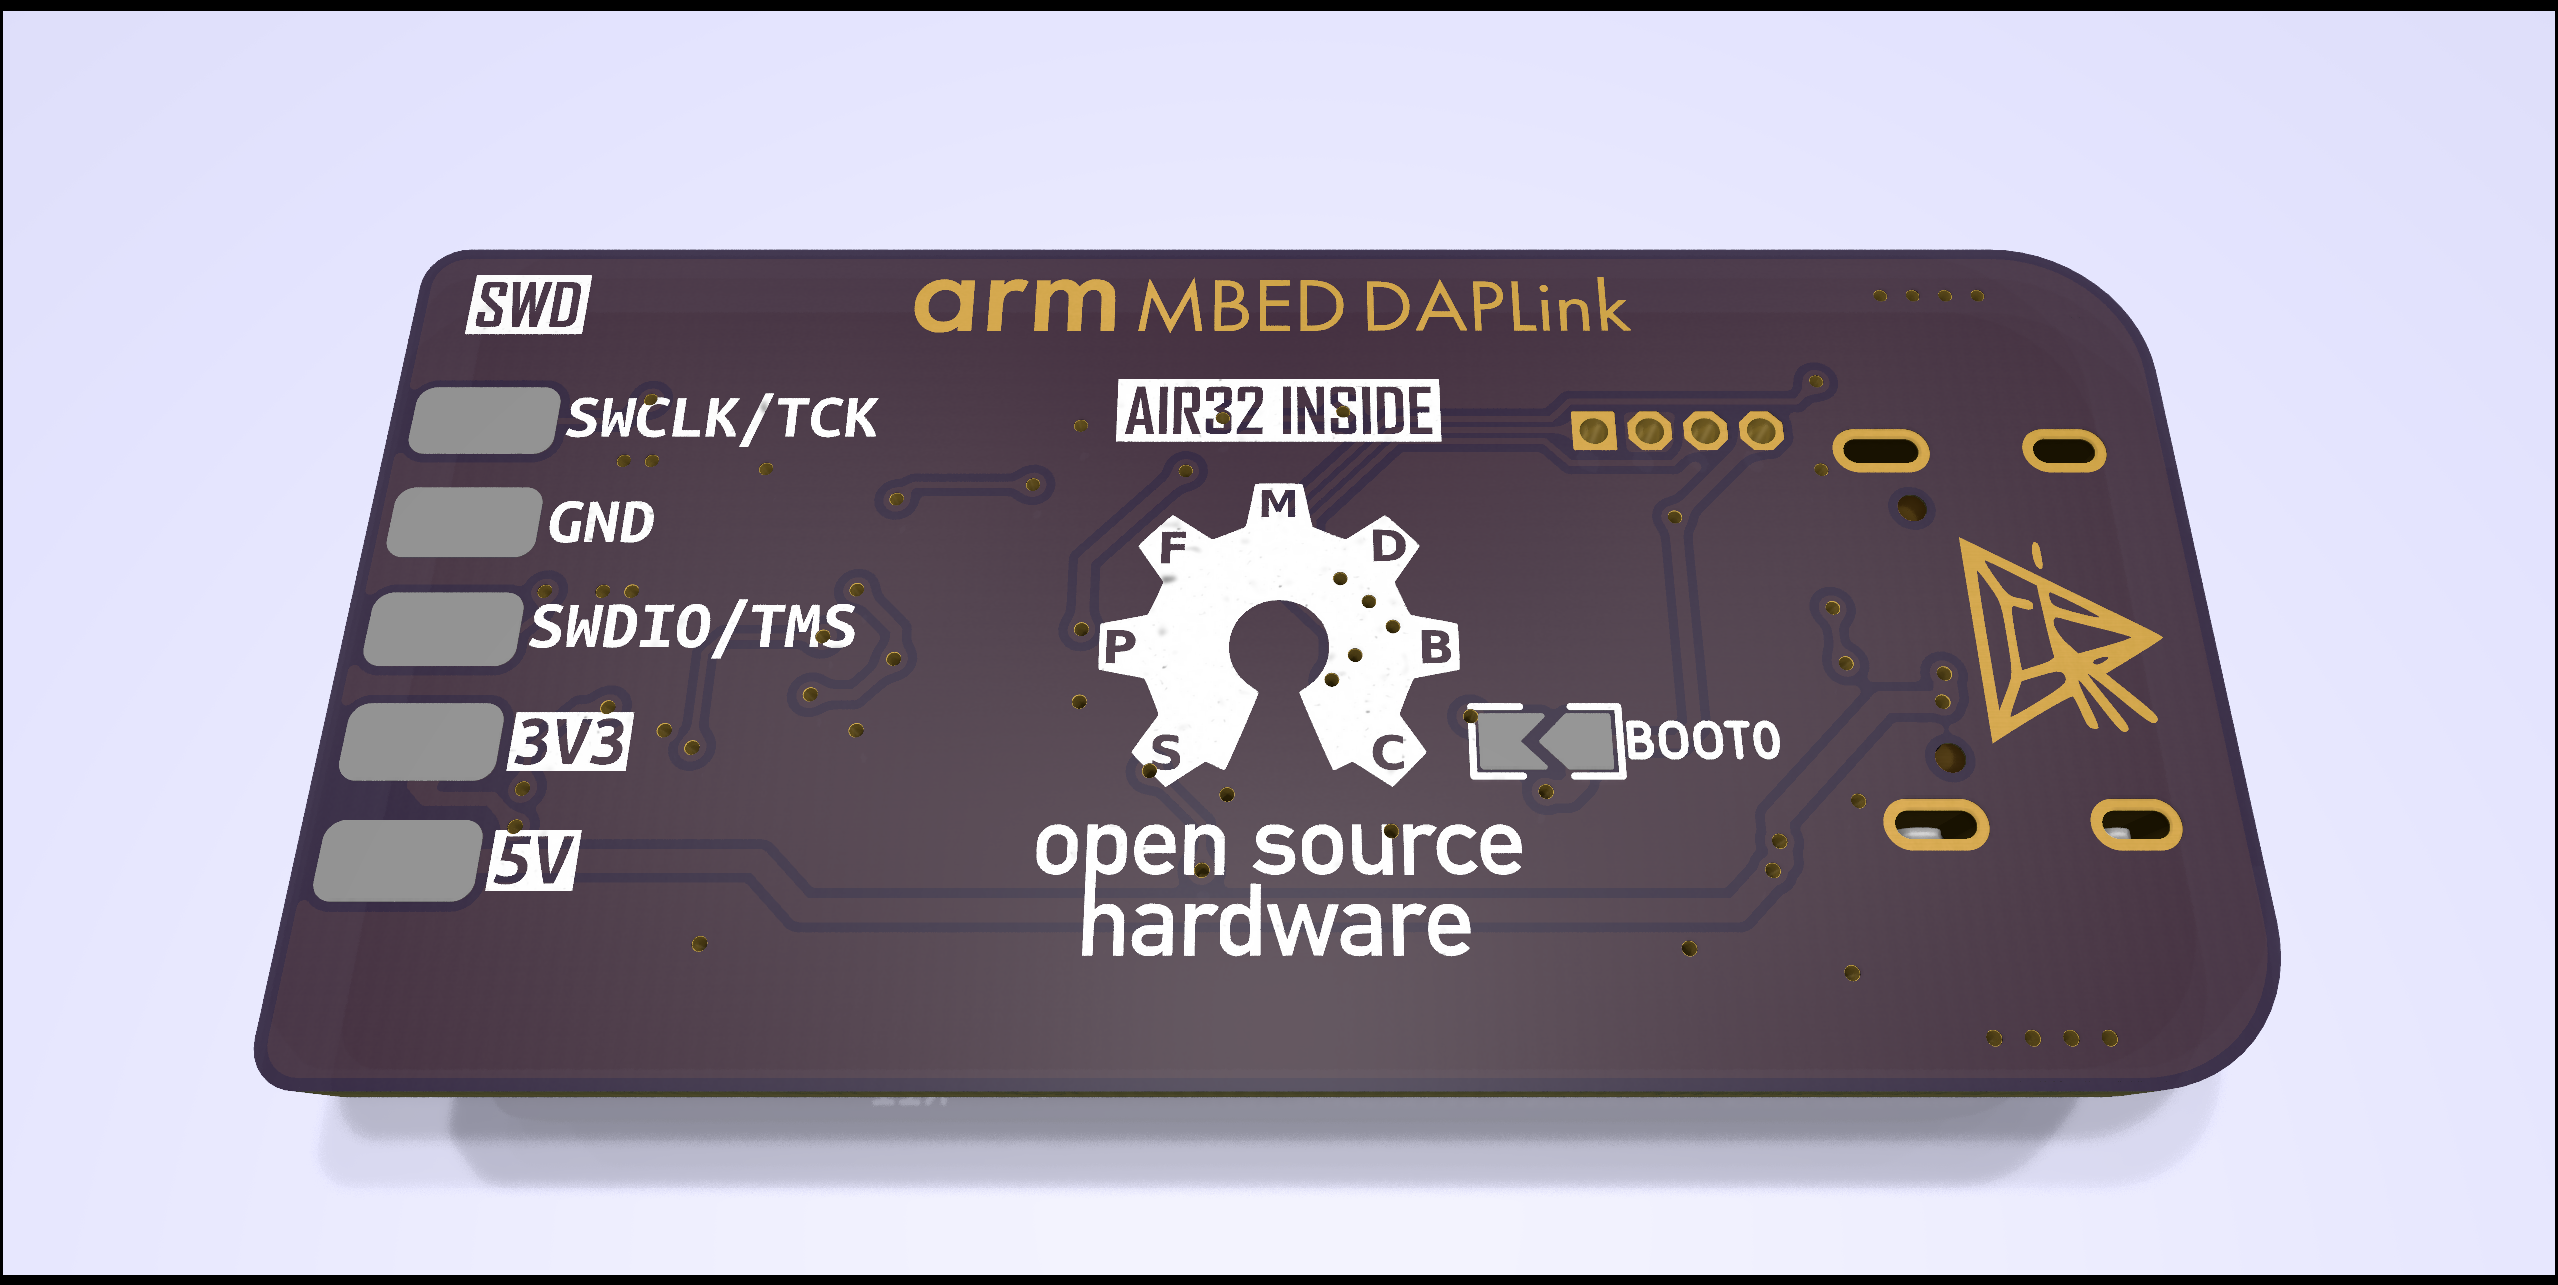 SWD
arm MBED DAPLink
SWCLK/TCK
AIR32 INSIDE
GND
SWDIO/TMS
3V3
5V
S
P
F
M
D
B
C
BOOT0
open source
hardware